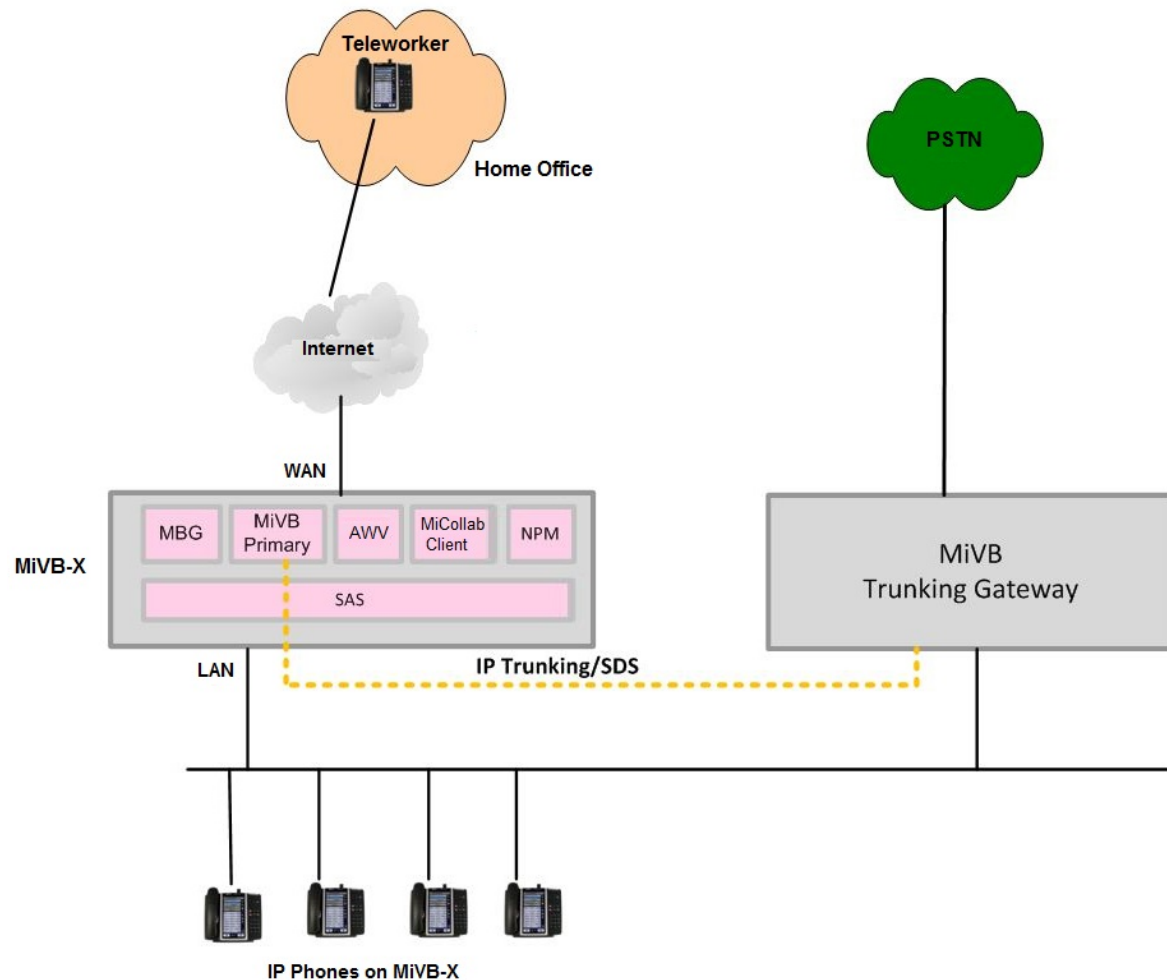 Teleworker
Home Office
PSTN
Internet
WAN
MBG
MiVB
Primary
AWV
MiCollab
Client
NPM
MiVB-X
SAS
MiVB
Trunking Gateway
LAN
IP Trunking/SDS
IP Phones on MiVB-X